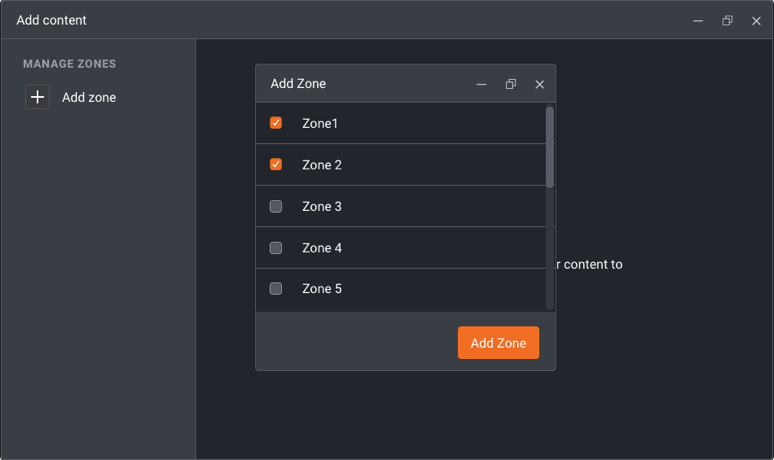 Add content
MANAGE ZONES
Add zone
Add Zone
Zone1
Zone 2
Zone 3
Zone 4
Zone 5
content to
Add Zone